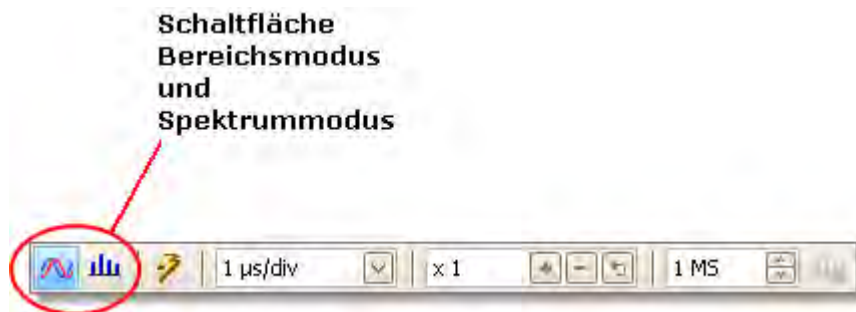 Schaltfläche
Bereichsmodus
und
Spektrummodus
1 µs/div x 1 1 MS